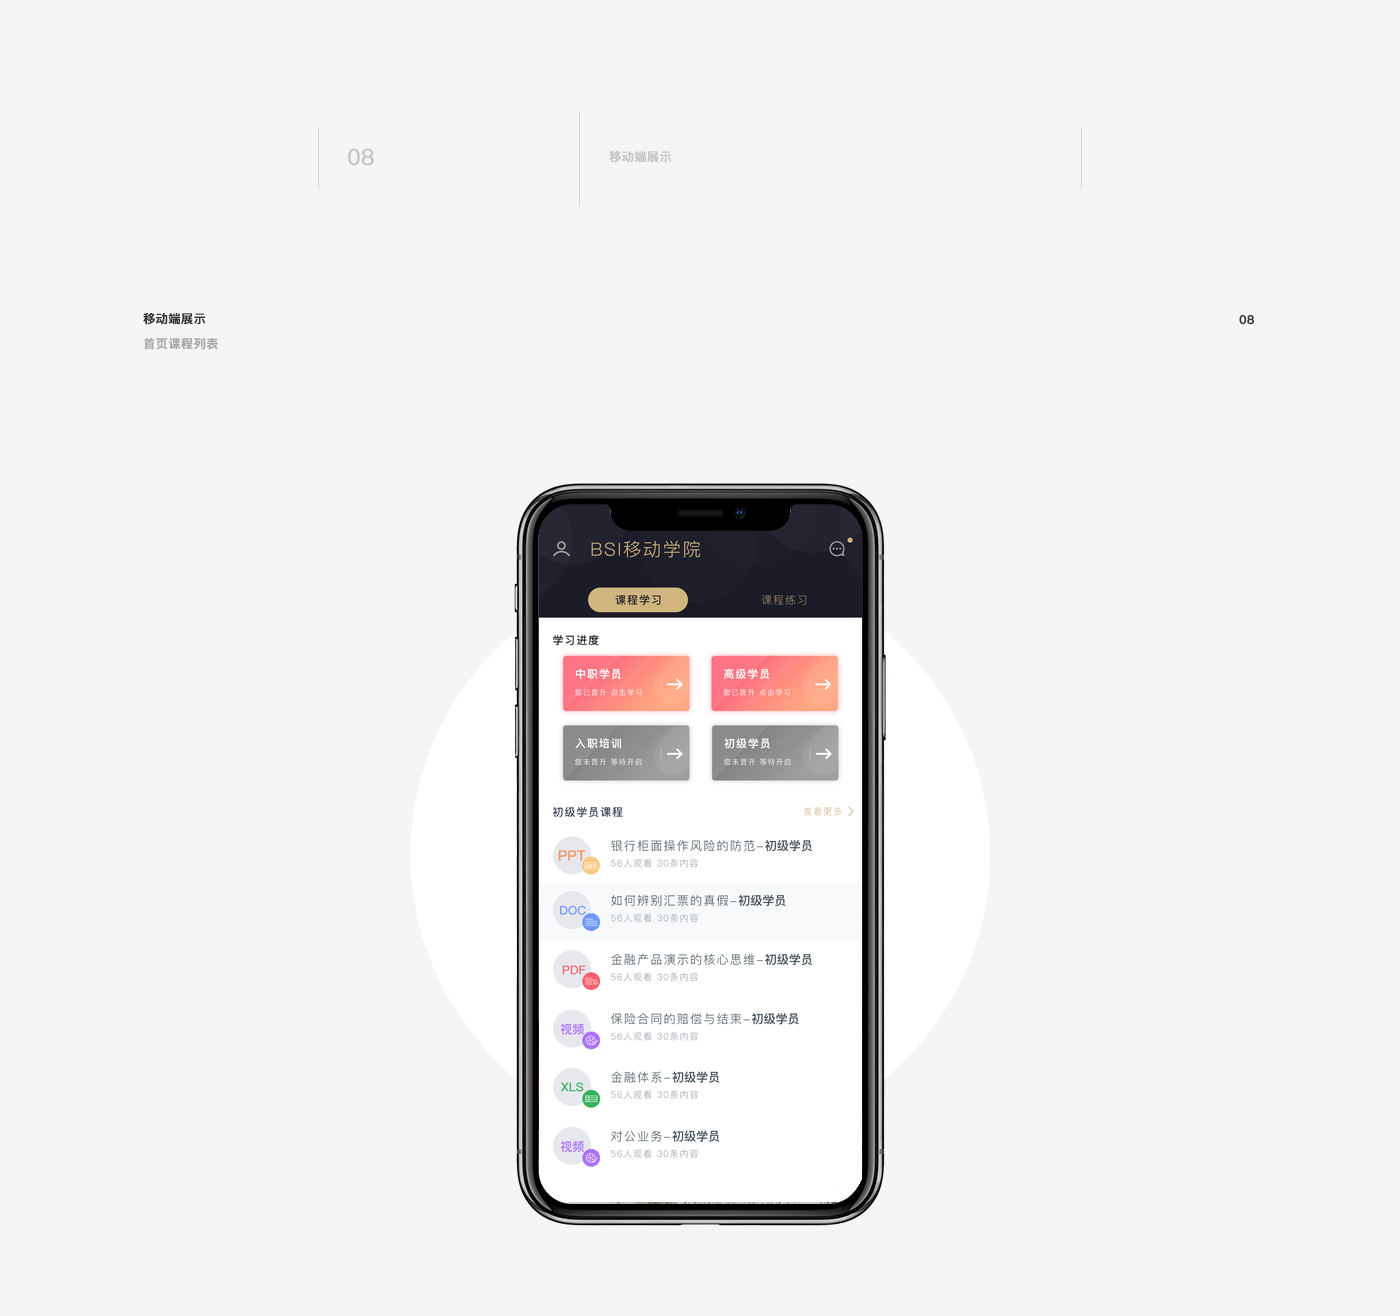 08
移动端展示
移动端展示
08
首页课程列表
BSI移动学院
课程学习
课程练习
学习进度
中职学员
您已晋升 点击学习
高级学员
您已晋升 点击学习
入职培训
您未晋升 等待开启
初级学员
您未晋升 等待开启
初级学员课程
查看更多
PPT
银行柜面操作风险的防范-初级学员
56人观看 30条内容
DOC
如何辨别汇票的真假-初级学员
56人观看 30条内容
PDF
金融产品演示的核心思维-初级学员
56人观看 30条内容
视频
保险合同的赔偿与结束-初级学员
56人观看 30条内容
XLS
金融体系-初级学员
56人观看 30条内容
视频
对公业务-初级学员
56人观看 30条内容